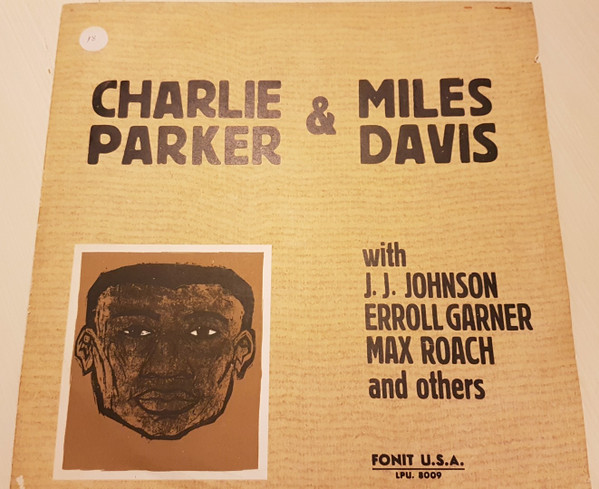 CHARLIE
PARKER
&
MILES
DAVIS
with
J. J. JOHNSON
ERROLL GARNER
MAX ROACH
and others
FONIT U.S.A.
LPU. 8009